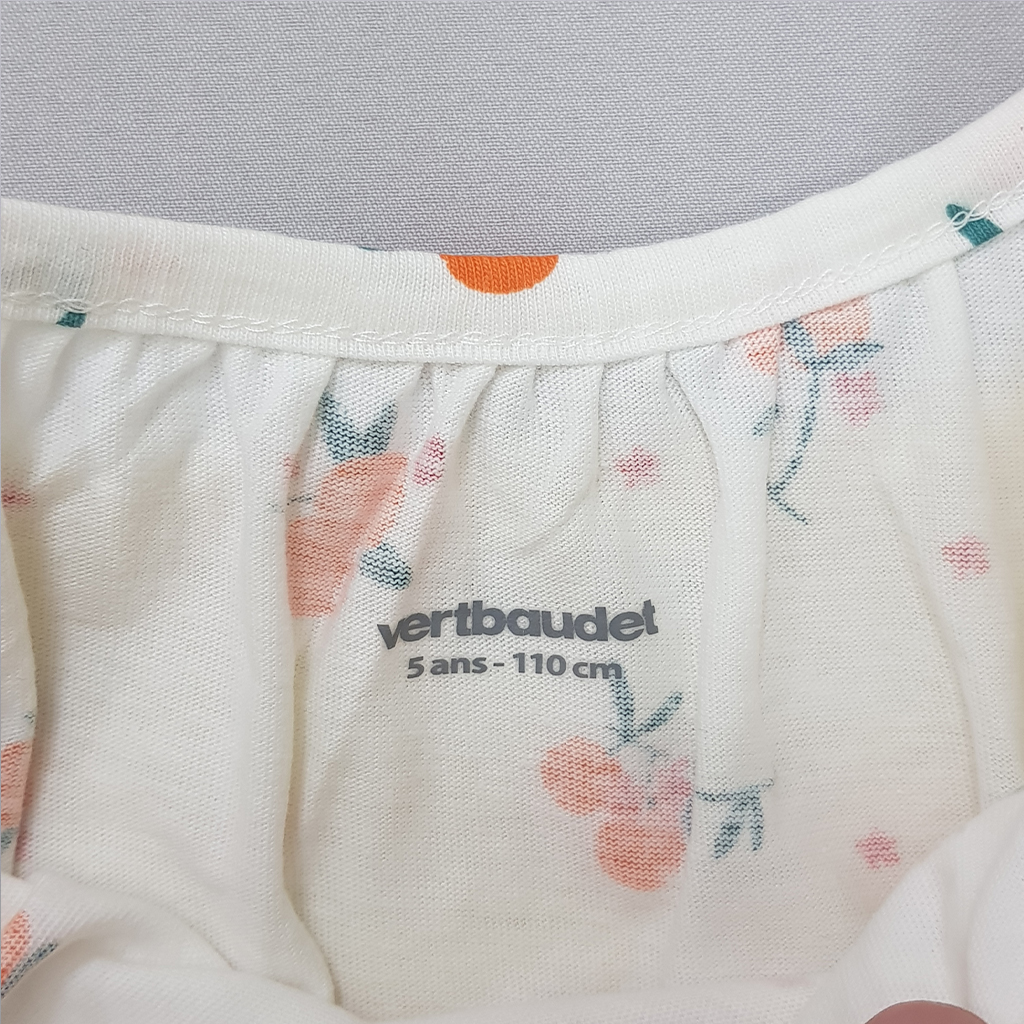 vertbaudet
5 ans - 110 cm